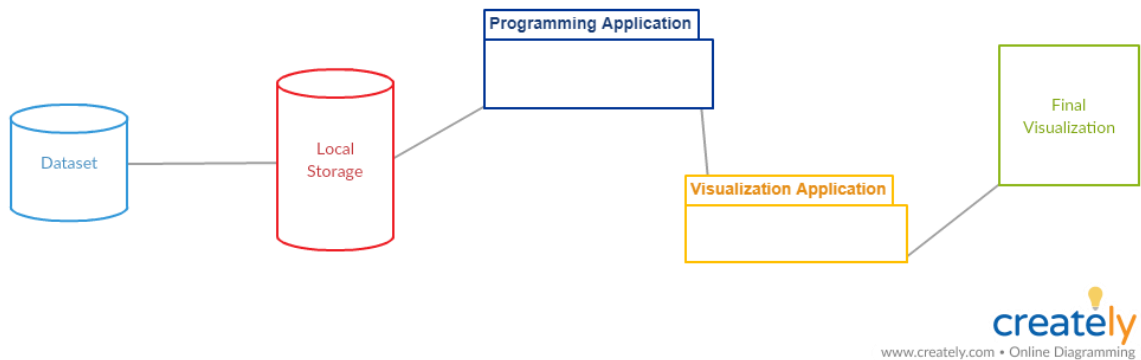 Programming Application
Dataset
Local
Storage
Visualization Application
Final
Visualization
creately
www.creately.com • Online Diagramming